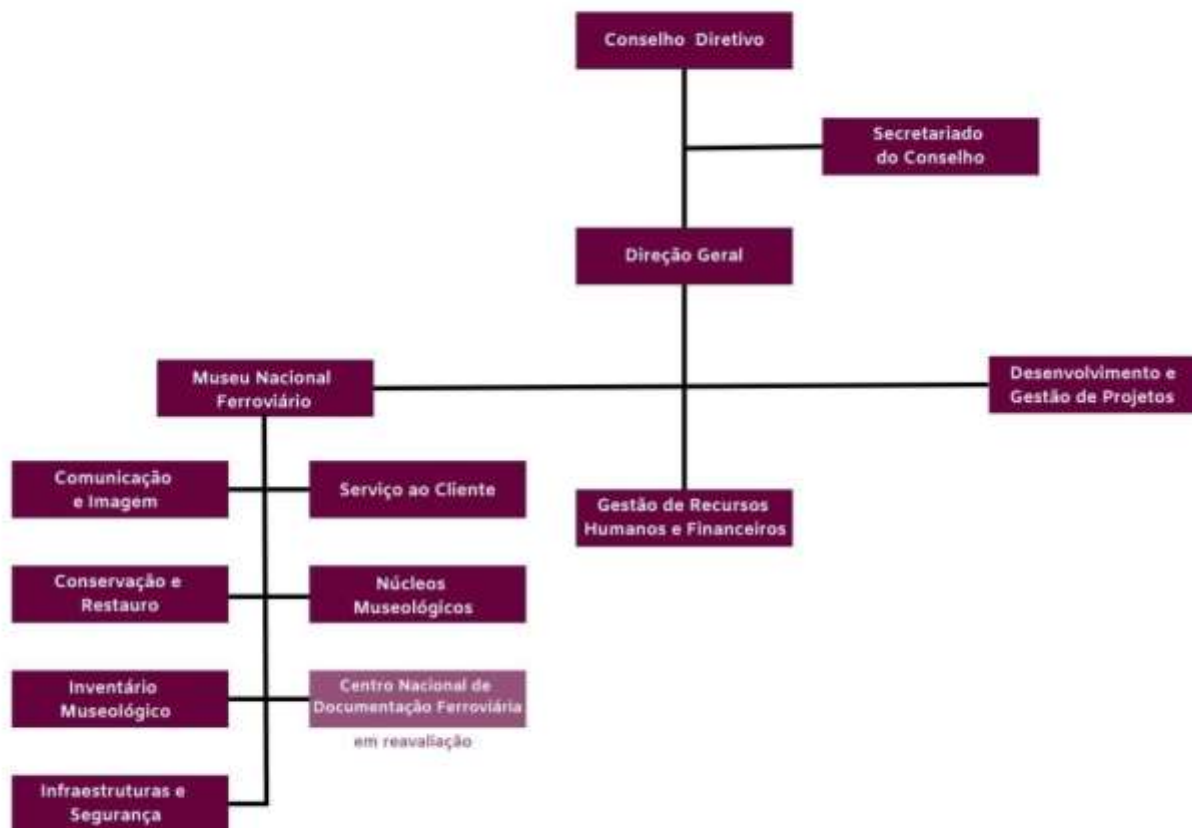 Conselho Diretivo
Secretariado
do Conselho
Direção Geral
Museu Nacional
Ferroviário
Desenvolvimento e
Gestão de Projetos
Comunicação
e Imagem
Serviço ao Cliente
Gestão de Recursos
Humanos e Financeiros
Conservação e
Restauro
Núcleos
Museológicos
Inventário
Museológico
Centro Nacional de
Documentação Ferroviária
em reavaliação
Infraestruturas e
Segurança